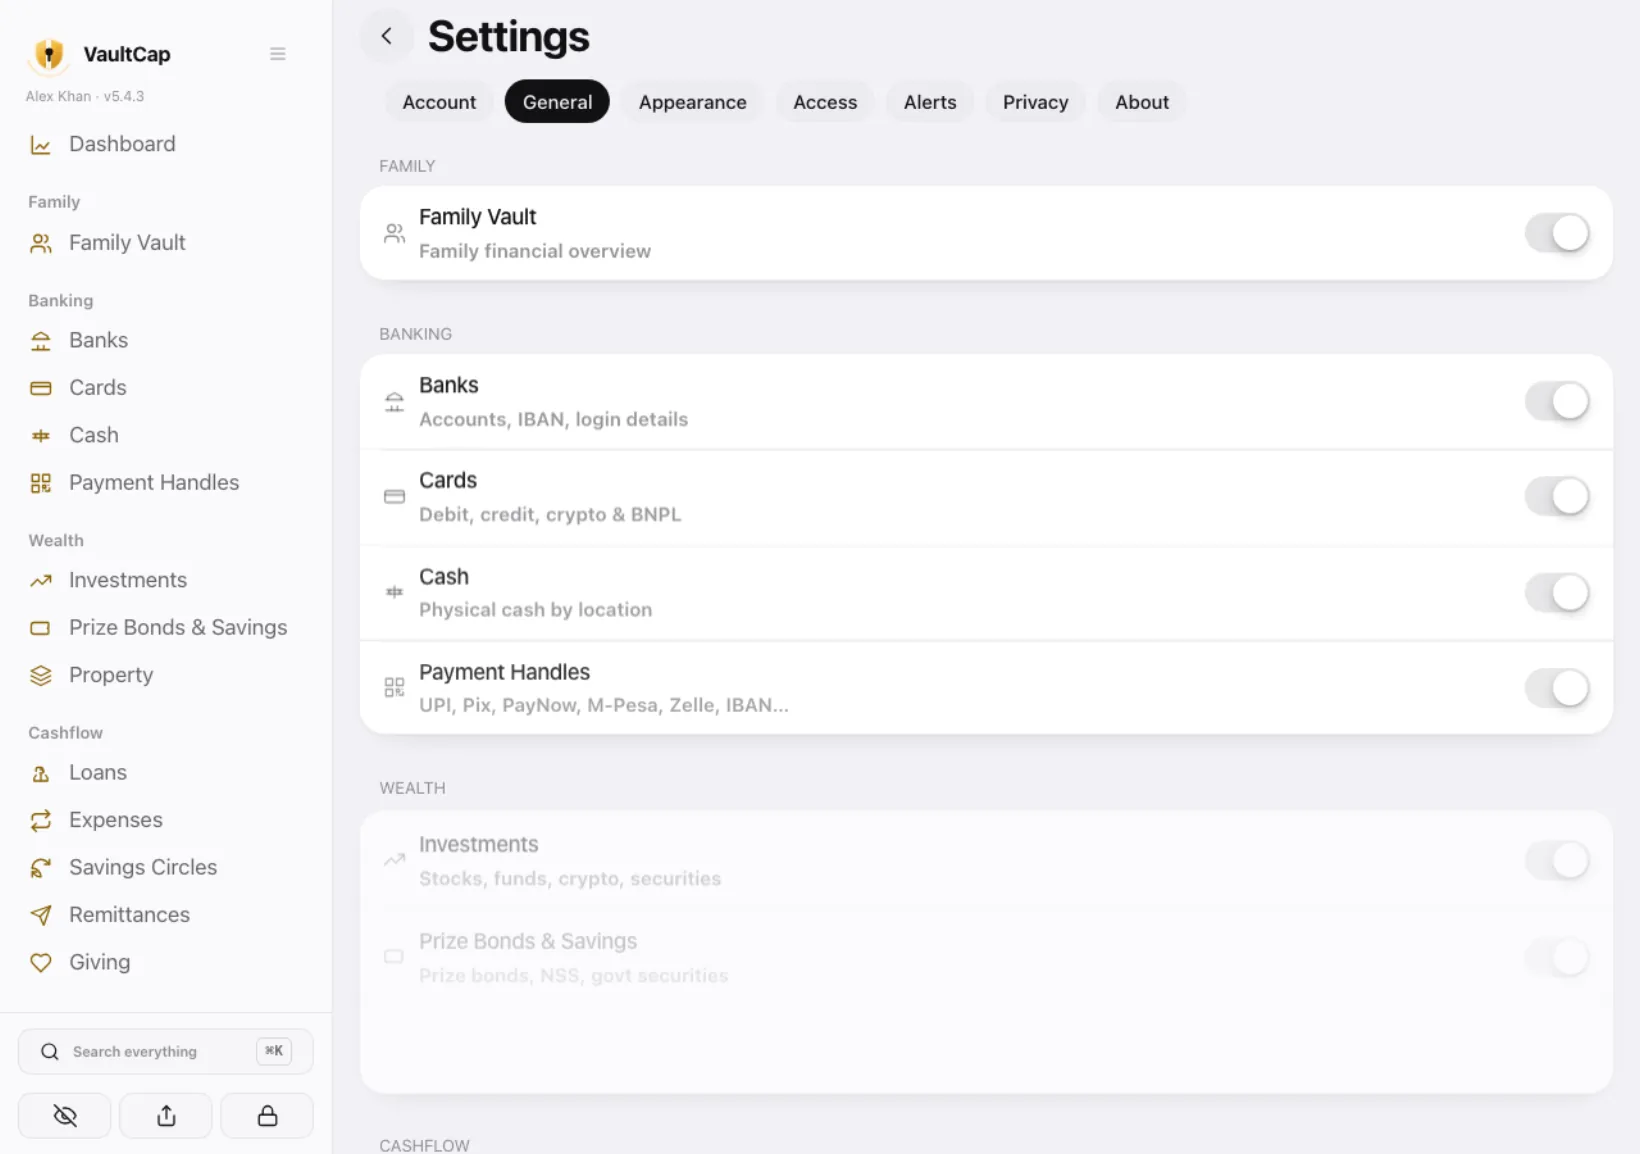 VaultCap
Alex Khan · v5.4.3
Dashboard
Family
Family Vault
Banking
Banks
Cards
Cash
Payment Handles
Wealth
Investments
Prize Bonds & Savings
Property
Cashflow
Loans
Expenses
Savings Circles
Remittances
Giving
Search everything
⌘K
Settings
Account
General
Appearance
Access
Alerts
Privacy
About
FAMILY
Family Vault
Family financial overview
BANKING
Banks
Accounts, IBAN, login details
Cards
Debit, credit, crypto & BNPL
Cash
Physical cash by location
Payment Handles
UPI, Pix, PayNow, M-Pesa, Zelle, IBAN...
WEALTH
Investments
Stocks, funds, crypto, securities
Prize Bonds & Savings
Prize bonds, NSS, govt securities
CASHFLOW